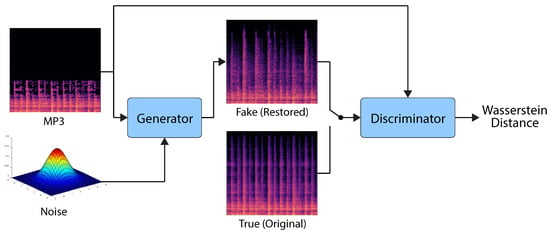 MP3
Generator
Fake (Restored)
Discriminator
Wasserstein
Distance
Noise
True (Original)